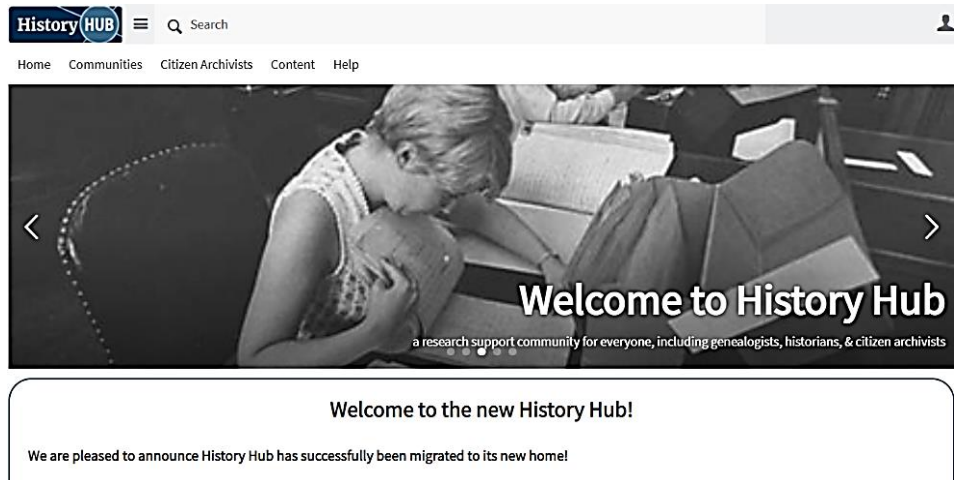 History HUB
Search
Home Communities Citizen Archivists Content Help
Welcome to History Hub
a research support community for everyone, including genealogists, historians, & citizen archivists
Welcome to the new History Hub!
We are pleased to announce History Hub has successfully been migrated to its new home!